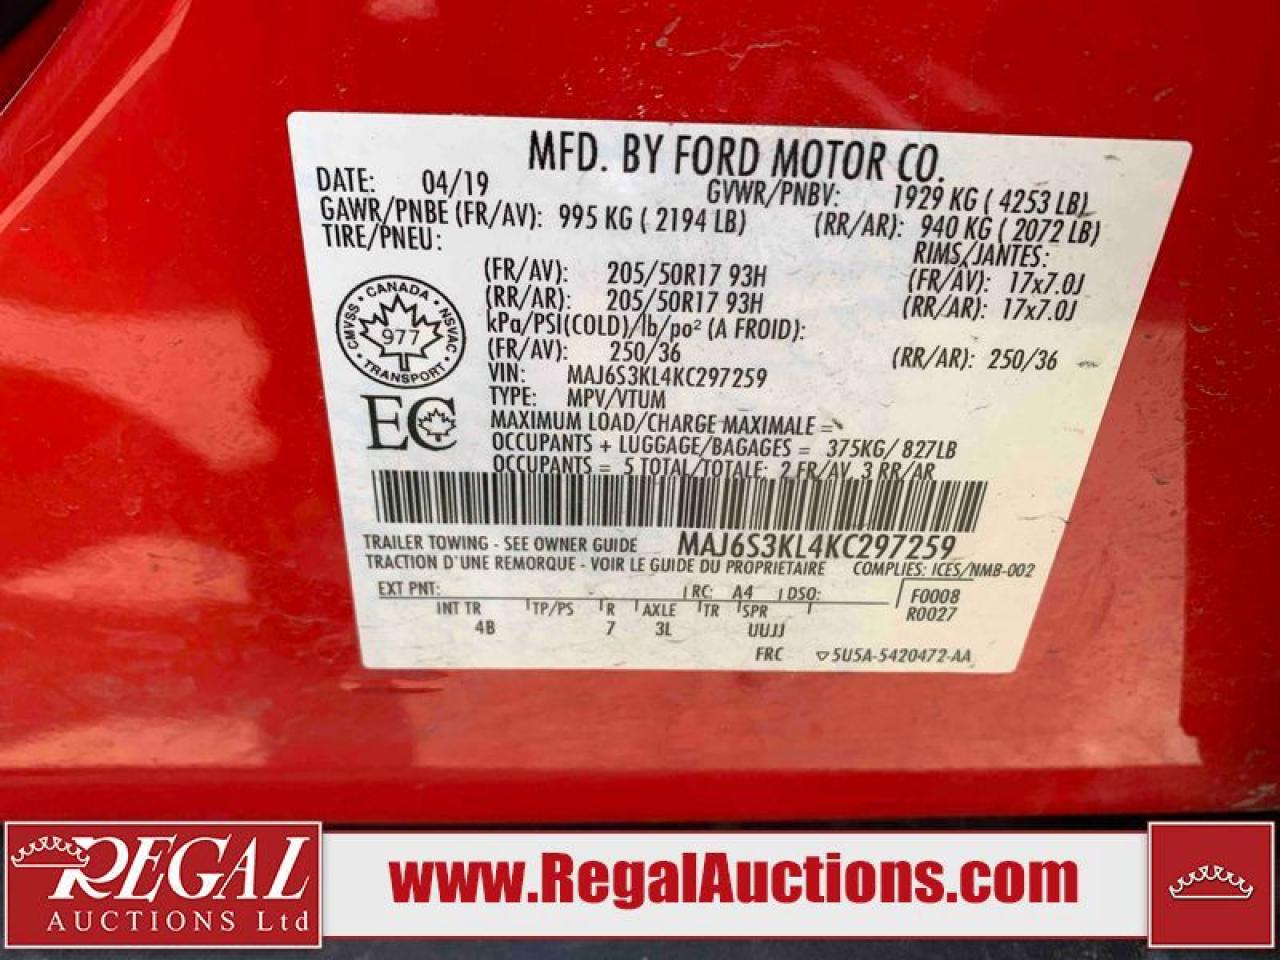 MFD. BY FORD MOTOR CO.
DATE: 04/19 GVWR/PNBV: 1929 KG ( 4253 LB)
GAWR/PNBE (FR/AV): 995 KG ( 2194 LB) (RR/AR): 940 KG ( 2072 LB)
TIRE/PNEU: RIMS/JANTES:
(FR/AV): 205/50R17 93H (FR/AV): 17x7.0J
(RR/AR): 205/50R17 93H (RR/AR): 17x7.0J
kPa/PSI(COLD)/lb/po² (A FROID):
(FR/AV): 250/36 (RR/AR): 250/36
CANADA CMVSS NSVAC 977 TRANSPORT
VIN: MAJ6S3KL4KC297259
TYPE: MPV/VTUM
EC
MAXIMUM LOAD/CHARGE MAXIMALE =
OCCUPANTS + LUGGAGE/BAGAGES = 375KG/ 827LB
OCCUPANTS = 5 TOTAL/TOTALE: 2 FR/AV, 3 RR/AR
TRAILER TOWING - SEE OWNER GUIDE MAJ6S3KL4KC297259
TRACTION D'UNE REMORQUE - VOIR LE GUIDE DU PROPRIETAIRE COMPLIES: ICES/NMB-002
EXT PNT: RC: A4 DSO: F0008
INT TR TP/PS R AXLE TR SPR R0027
4B 7 3L UUJJ
FRC ▽5U5A-5420472-AA
REGAL
AUCTIONS Ltd
www.RegalAuctions.com